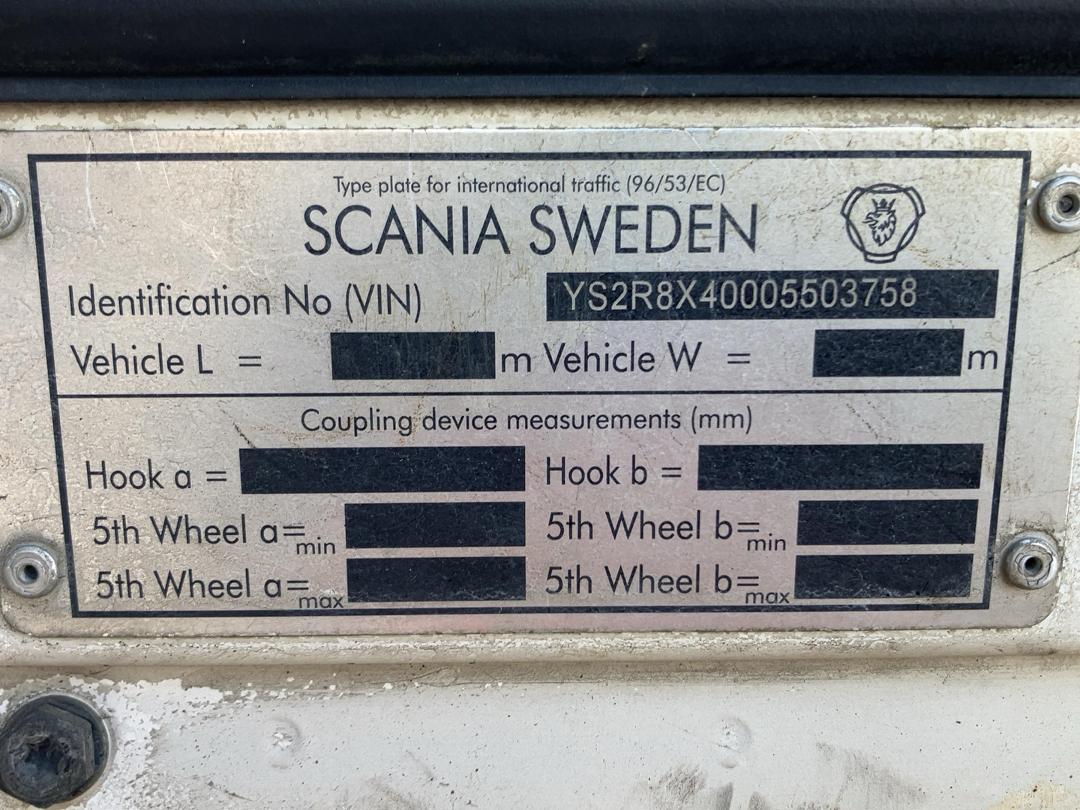 Type plate for international traffic (96/53/EC)
SCANIA SWEDEN
Identification No (VIN) YS2R8X40005503758
Vehicle L = m Vehicle W = m
Coupling device measurements (mm)
Hook a = Hook b =
5th Wheel a= min 5th Wheel b= min
5th Wheel a= max 5th Wheel b= max